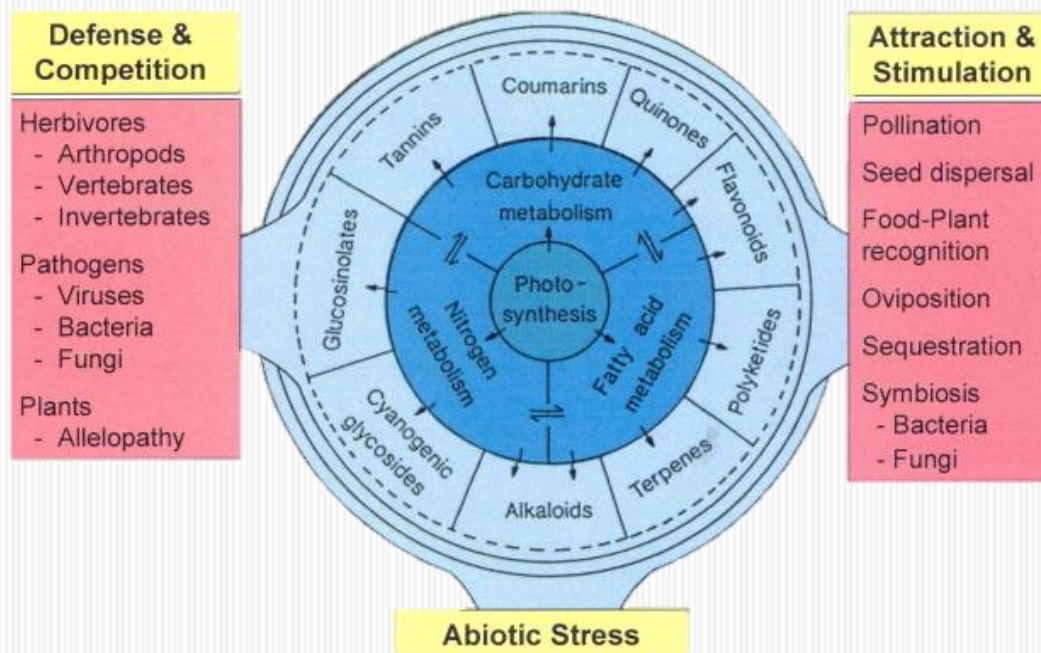 Defense &
Competition
Herbivores
- Arthropods
- Vertebrates
- Invertebrates
Pathogens
- Viruses
- Bacteria
- Fungi
Plants
- Allelopathy
Coumarins
Quinones
Flavonoids
Polyketides
Terpenes
Alkaloids
Cyanogenic
glycosides
Glucosinolates
Tannins
Carbohydrate
metabolism
Fatty acid
metabolism
Nitrogen
metabolism
Photo-
synthesis
Attraction &
Stimulation
Pollination
Seed dispersal
Food-Plant
recognition
Oviposition
Sequestration
Symbiosis
- Bacteria
- Fungi
Abiotic Stress